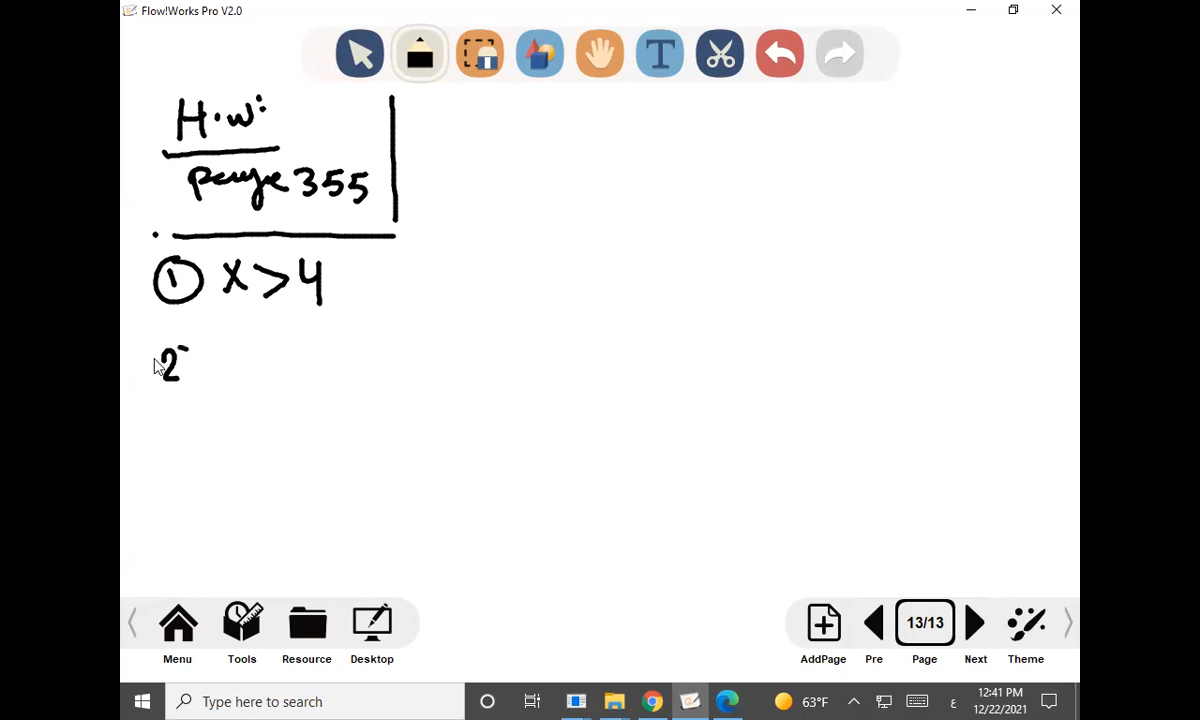 Flow!Works Pro V2.0
H.w:
page 355
① x > 4
2-
13/13
Menu Tools Resource Desktop AddPage Pre Page Next Theme
Type here to search
63°F
ع
12:41 PM
12/22/2021